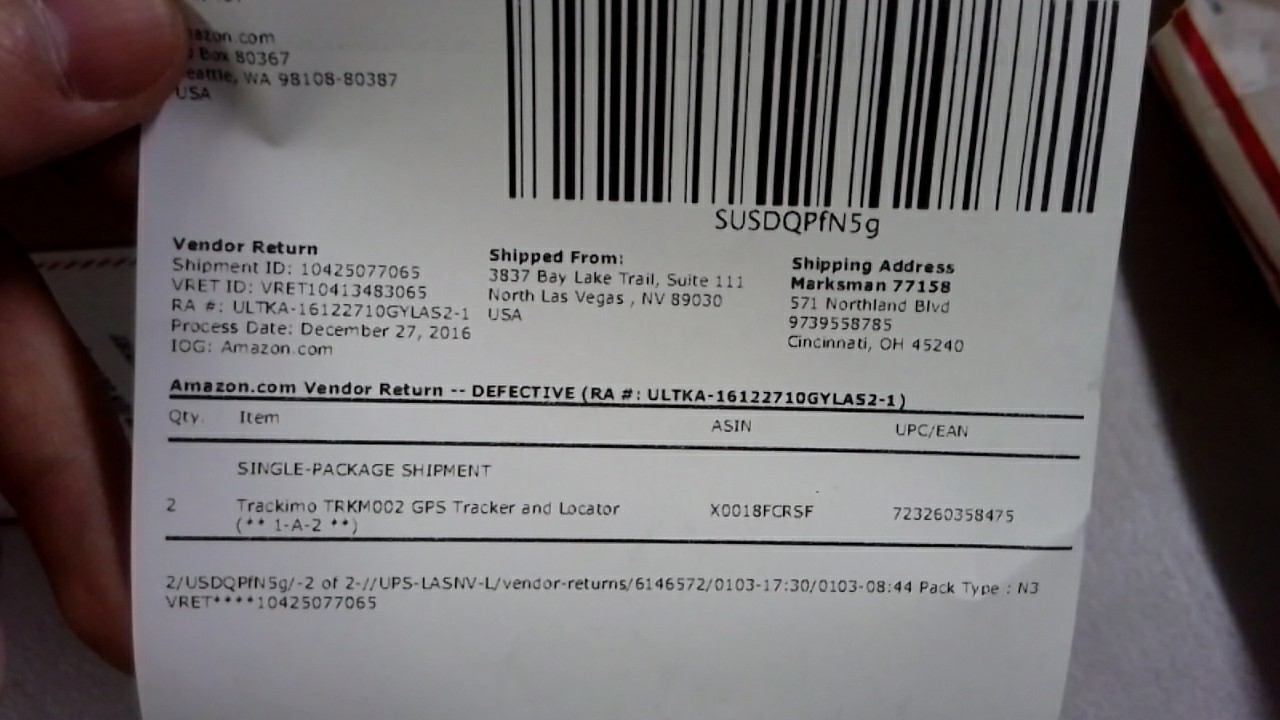 azon.com
Box 80367
eattle, WA 98108-80387
USA
SUSDQPfN5g
Vendor Return
Shipment ID: 10425077065
VRET ID: VRET10413483065
RA #: ULTKA-16122710GYLAS2-1
Process Date: December 27, 2016
IOG: Amazon.com
Shipped From:
3837 Bay Lake Trail, Suite 111
North Las Vegas , NV 89030
USA
Shipping Address
Marksman 77158
571 Northland Blvd
9739558785
Cincinnati, OH 45240
Amazon.com Vendor Return -- DEFECTIVE (RA #: ULTKA-16122710GYLAS2-1)
Qty. Item ASIN UPC/EAN
SINGLE-PACKAGE SHIPMENT
2 Trackimo TRKM002 GPS Tracker and Locator X0018FCRSF 723260358475
(** 1-A-2 **)
2/USDQPfN5g/-2 of 2-//UPS-LASNV-L/vendor-returns/6146572/0103-17:30/0103-08:44 Pack Type : N3
VRET****10425077065